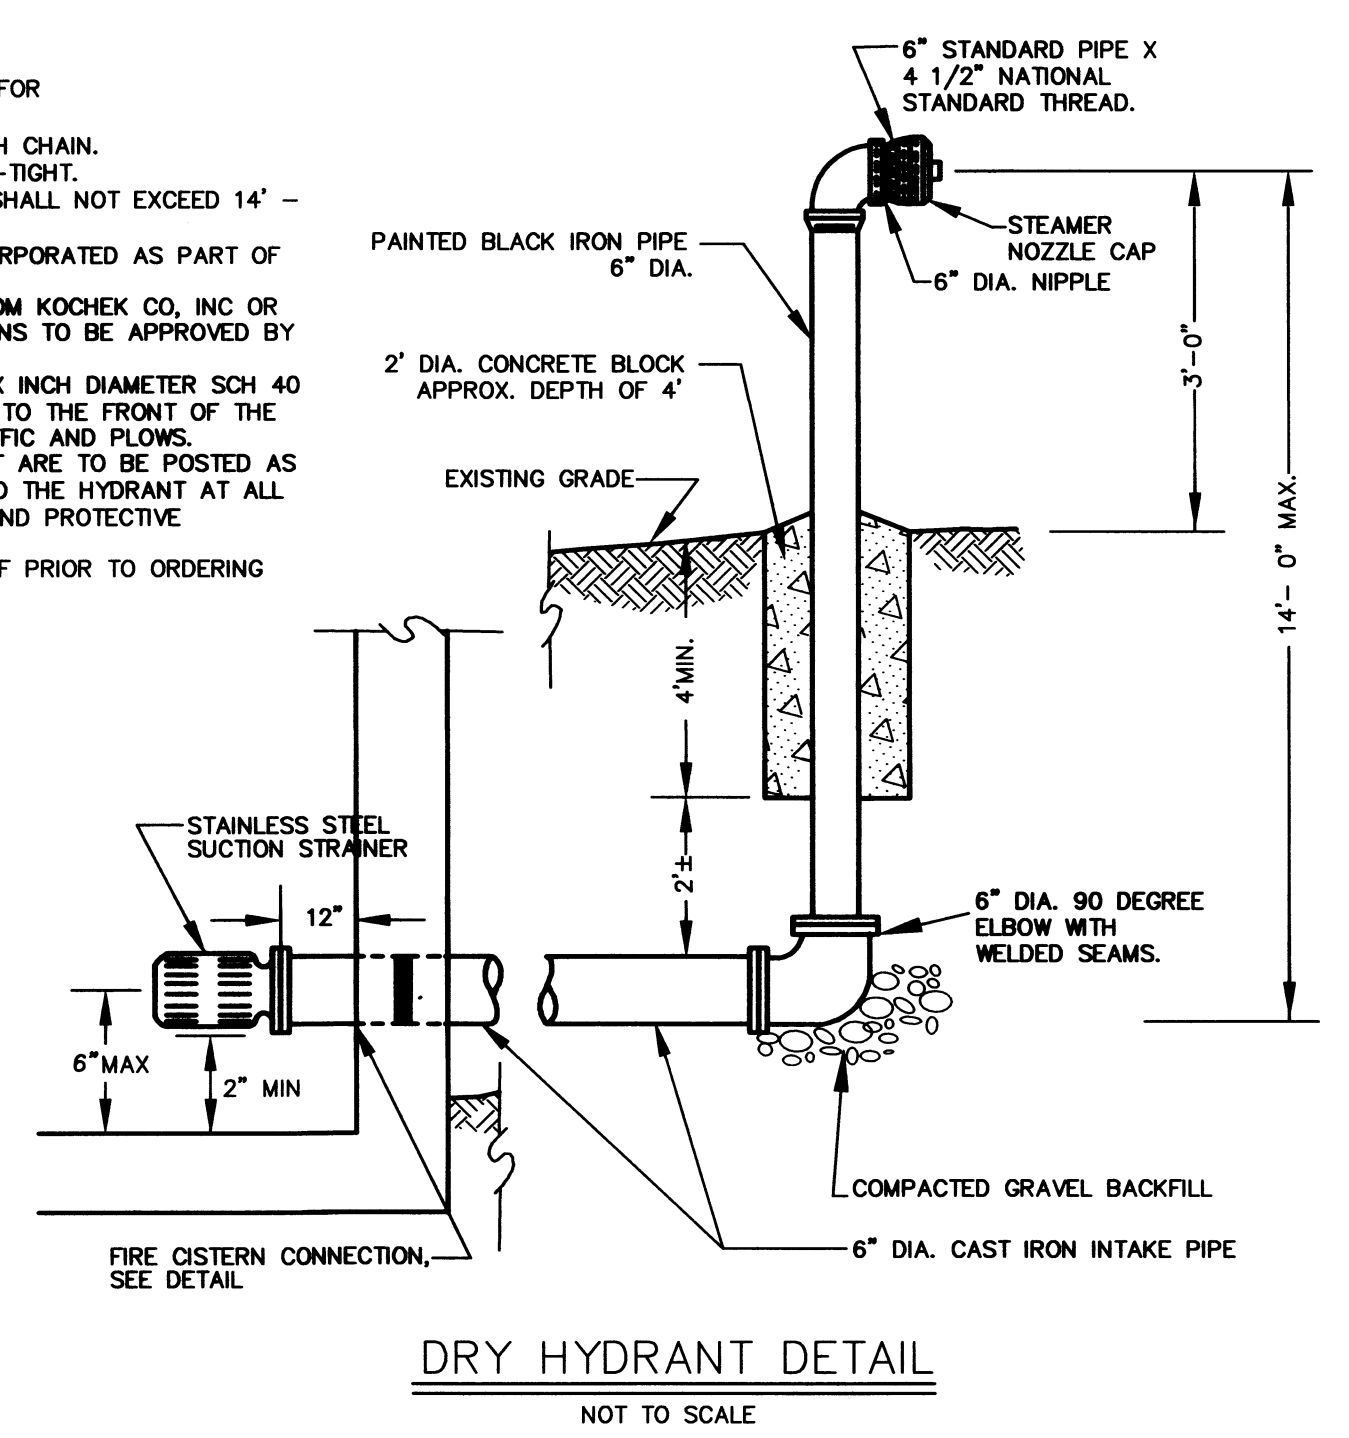 FOR
H CHAIN.
-TIGHT.
SHALL NOT EXCEED 14' -
ORPORATED AS PART OF
OM KOCHEK CO, INC OR
NS TO BE APPROVED BY
X INCH DIAMETER SCH 40
TO THE FRONT OF THE
FIC AND PLOWS.
T ARE TO BE POSTED AS
O THE HYDRANT AT ALL
ND PROTECTIVE
F PRIOR TO ORDERING
6" STANDARD PIPE X
4 1/2" NATIONAL
STANDARD THREAD.
STEAMER
NOZZLE CAP
6" DIA. NIPPLE
PAINTED BLACK IRON PIPE
6" DIA.
2' DIA. CONCRETE BLOCK
APPROX. DEPTH OF 4'
EXISTING GRADE
3'-0"
14'- 0" MAX.
4'MIN.
2'±
STAINLESS STEEL
SUCTION STRAINER
12"
6" DIA. 90 DEGREE
ELBOW WITH
WELDED SEAMS.
6"MAX
2" MIN
COMPACTED GRAVEL BACKFILL
6" DIA. CAST IRON INTAKE PIPE
FIRE CISTERN CONNECTION,
SEE DETAIL
DRY HYDRANT DETAIL
NOT TO SCALE